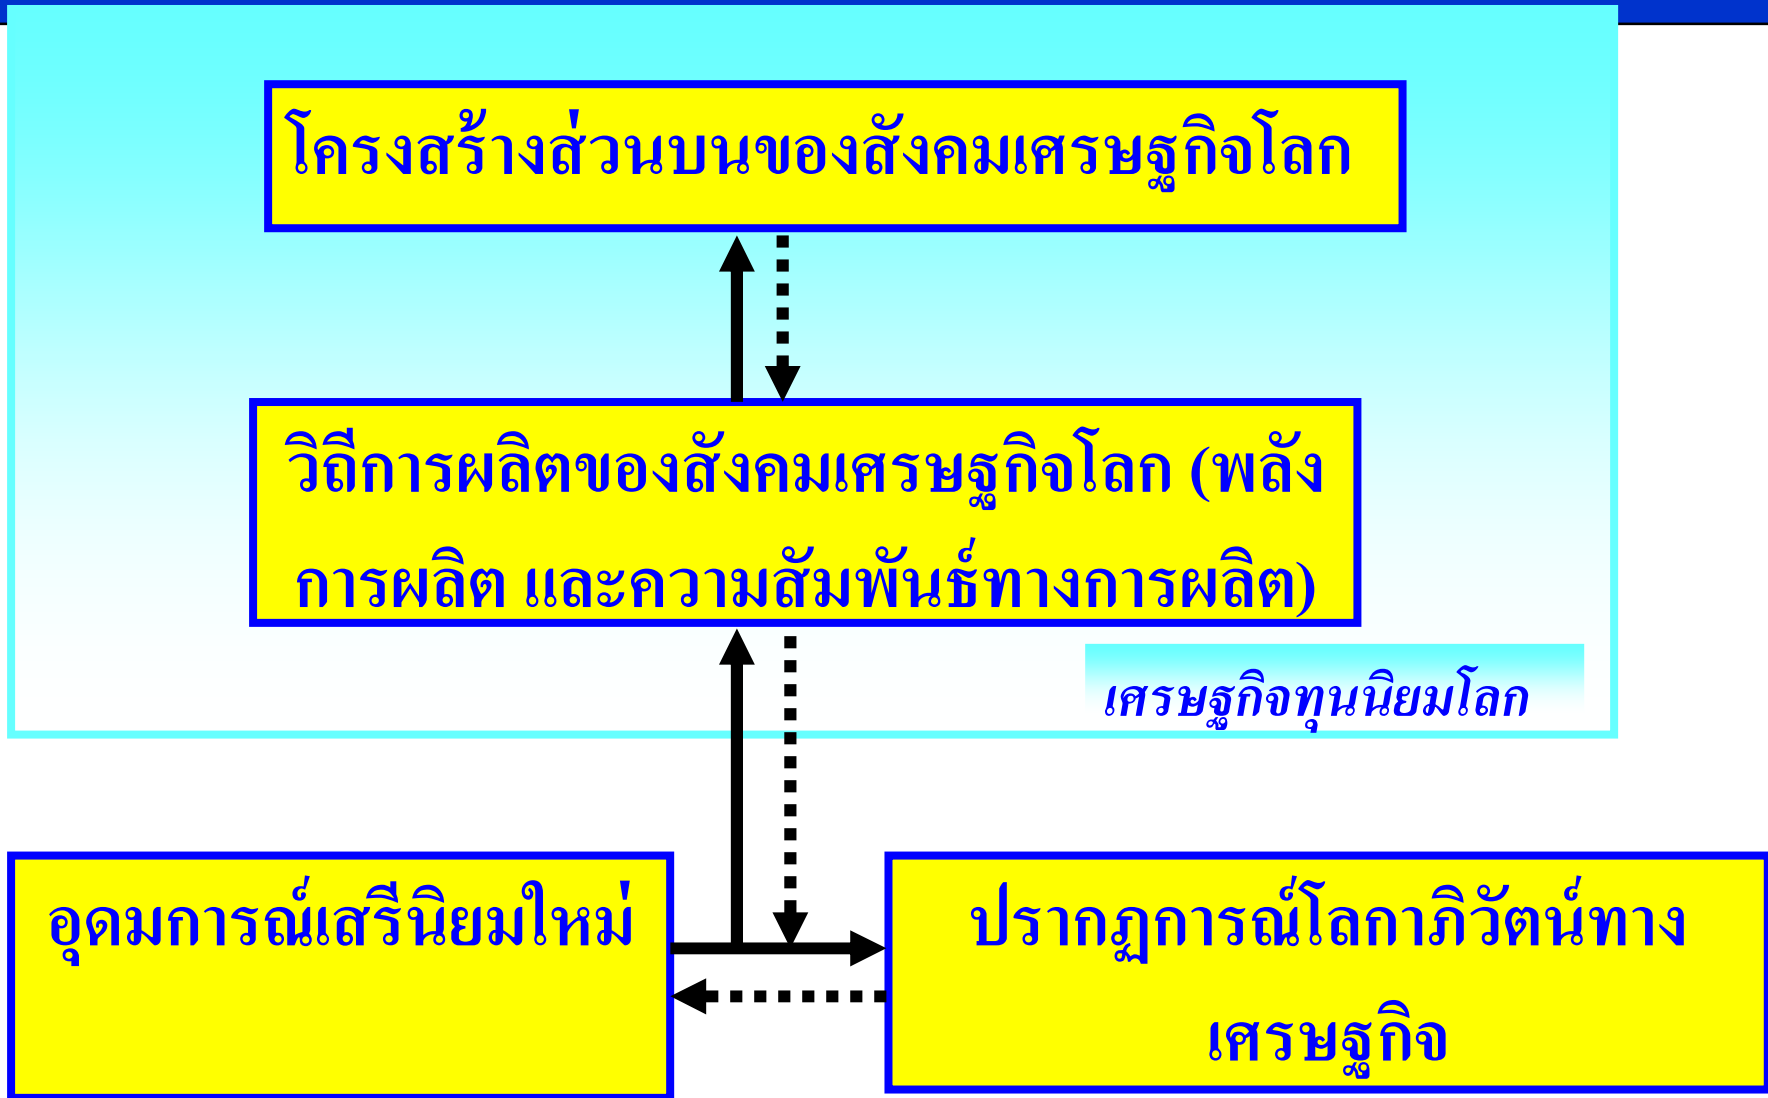 โครงสร้างส่วนบนของสังคมเศรษฐกิจโลก
วิถีการผลิตของสังคมเศรษฐกิจโลก (พลัง
การผลิต และความสัมพันธ์ทางการผลิต)
เศรษฐกิจทุนนิยมโลก
อุดมการณ์เสรีนิยมใหม่
ปรากฏการณ์โลกาภิวัตน์ทาง
เศรษฐกิจ